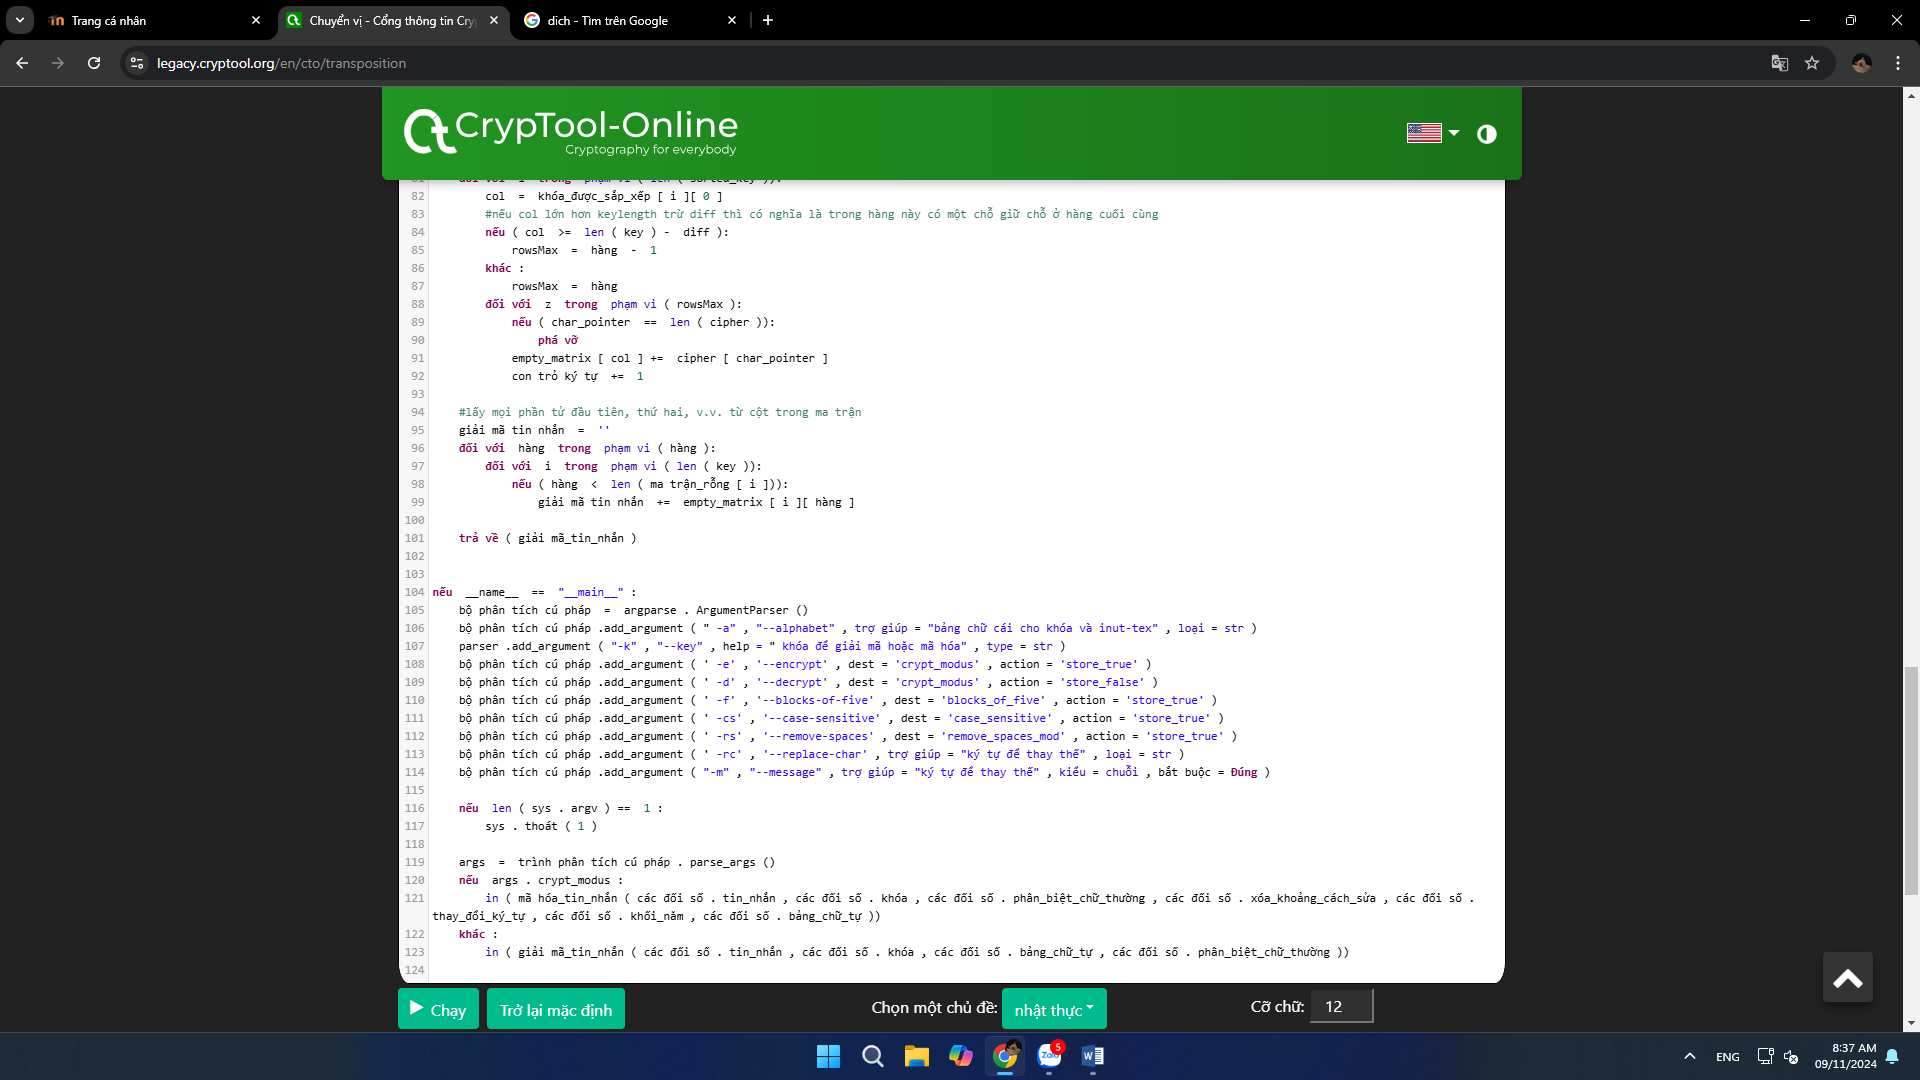 Trang cá nhân
Chuyển vị - Cổng thông tin Cryp
dich - Tìm trên Google
legacy.cryptool.org/en/cto/transposition
CrypTool-Online
Cryptography for everybody
82 col = khóa_được_sắp_xếp [ i ][ 0 ]
83 #nếu col lớn hơn keylength trừ diff thì có nghĩa là trong hàng này có một chỗ giữ chỗ ở hàng cuối cùng
84 nếu ( col >= len ( key ) - diff ):
85 rowsMax = hàng - 1
86 khác :
87 rowsMax = hàng
88 đối với z trong phạm vi ( rowsMax ):
89 nếu ( char_pointer == len ( cipher )):
90 phá vỡ
91 empty_matrix [ col ] += cipher [ char_pointer ]
92 con trỏ ký tự += 1
93
94 #lấy mọi phần tử đầu tiên, thứ hai, v.v. từ cột trong ma trận
95 giải mã tin nhắn = ''
96 đối với hàng trong phạm vi ( hàng ):
97 đối với i trong phạm vi ( len ( key )):
98 nếu ( hàng < len ( ma trận_rỗng [ i ])):
99 giải mã tin nhắn += empty_matrix [ i ][ hàng ]
100
101 trả về ( giải mã_tin_nhắn )
102
103
104 nếu __name__ == "__main__" :
105 bộ phân tích cú pháp = argparse . ArgumentParser ()
106 bộ phân tích cú pháp .add_argument ( " -a" , "--alphabet" , trợ giúp = "bảng chữ cái cho khóa và inut-tex" , loại = str )
107 parser .add_argument ( "-k" , "--key" , help = " khóa để giải mã hoặc mã hóa" , type = str )
108 bộ phân tích cú pháp .add_argument ( ' -e' , '--encrypt' , dest = 'crypt_modus' , action = 'store_true' )
109 bộ phân tích cú pháp .add_argument ( ' -d' , '--decrypt' , dest = 'crypt_modus' , action = 'store_false' )
110 bộ phân tích cú pháp .add_argument ( ' -f' , '--blocks-of-five' , dest = 'blocks_of_five' , action = 'store_true' )
111 bộ phân tích cú pháp .add_argument ( ' -cs' , '--case-sensitive' , dest = 'case_sensitive' , action = 'store_true' )
112 bộ phân tích cú pháp .add_argument ( ' -rs' , '--remove-spaces' , dest = 'remove_spaces_mod' , action = 'store_true' )
113 bộ phân tích cú pháp .add_argument ( ' -rc' , '--replace-char' , trợ giúp = "ký tự để thay thế" , loại = str )
114 bộ phân tích cú pháp .add_argument ( "-m" , "--message" , trợ giúp = "ký tự để thay thế" , kiểu = chuỗi , bắt buộc = Đúng )
115
116 nếu len ( sys . argv ) == 1 :
117 sys . thoát ( 1 )
118
119 args = trình phân tích cú pháp . parse_args ()
120 nếu args . crypt_modus :
121 in ( mã hóa_tin_nhắn ( các đối số . tin_nhắn , các đối số . khóa , các đối số . phân_biệt_chữ_thường , các đối số . xóa_khoảng_cách_sửa , các đối số .
thay_đổi_ký_tự , các đối số . khối_năm , các đối số . bảng_chữ_tự ))
122 khác :
123 in ( giải mã_tin_nhắn ( các đối số . tin_nhắn , các đối số . khóa , các đối số . bảng_chữ_tự , các đối số . phân_biệt_chữ_thường ))
124
Chạy
Trở lại mặc định
Chọn một chủ đề:
nhật thực
Cỡ chữ: 12
Zalo
5
ENG
8:37 AM
09/11/2024